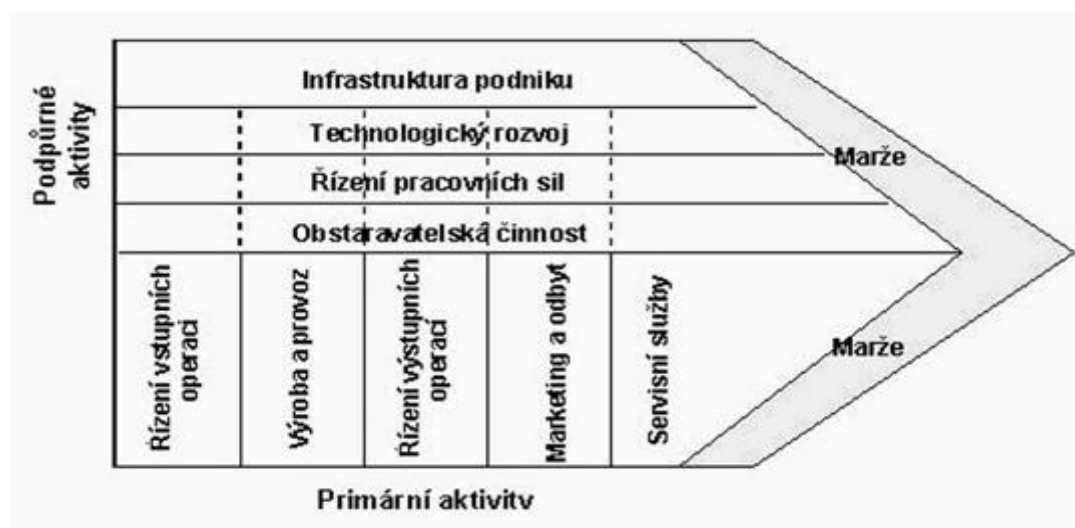 Podpůrné
aktivity
Infrastruktura podniku
Technologický rozvoj
Řízení pracovních sil
Obstaravatelská činnost
Marže
Řízení vstupních
operací
Výroba a provoz
Řízení výstupních
operací
Marketing a odbyt
Servisní služby
Marže
Primární aktivity